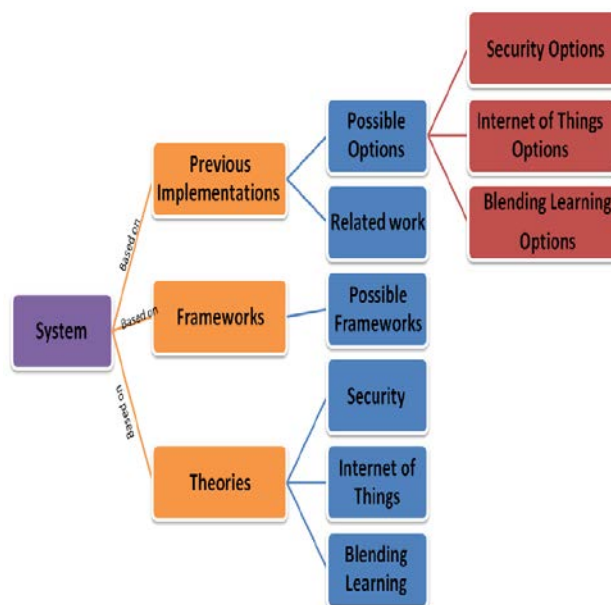 System
Based on
Based on
Based on
Previous
Implementations
Frameworks
Theories
Possible
Options
Related work
Possible
Frameworks
Security
Internet of
Things
Blending
Learning
Security Options
Internet of Things
Options
Blending Learning
Options